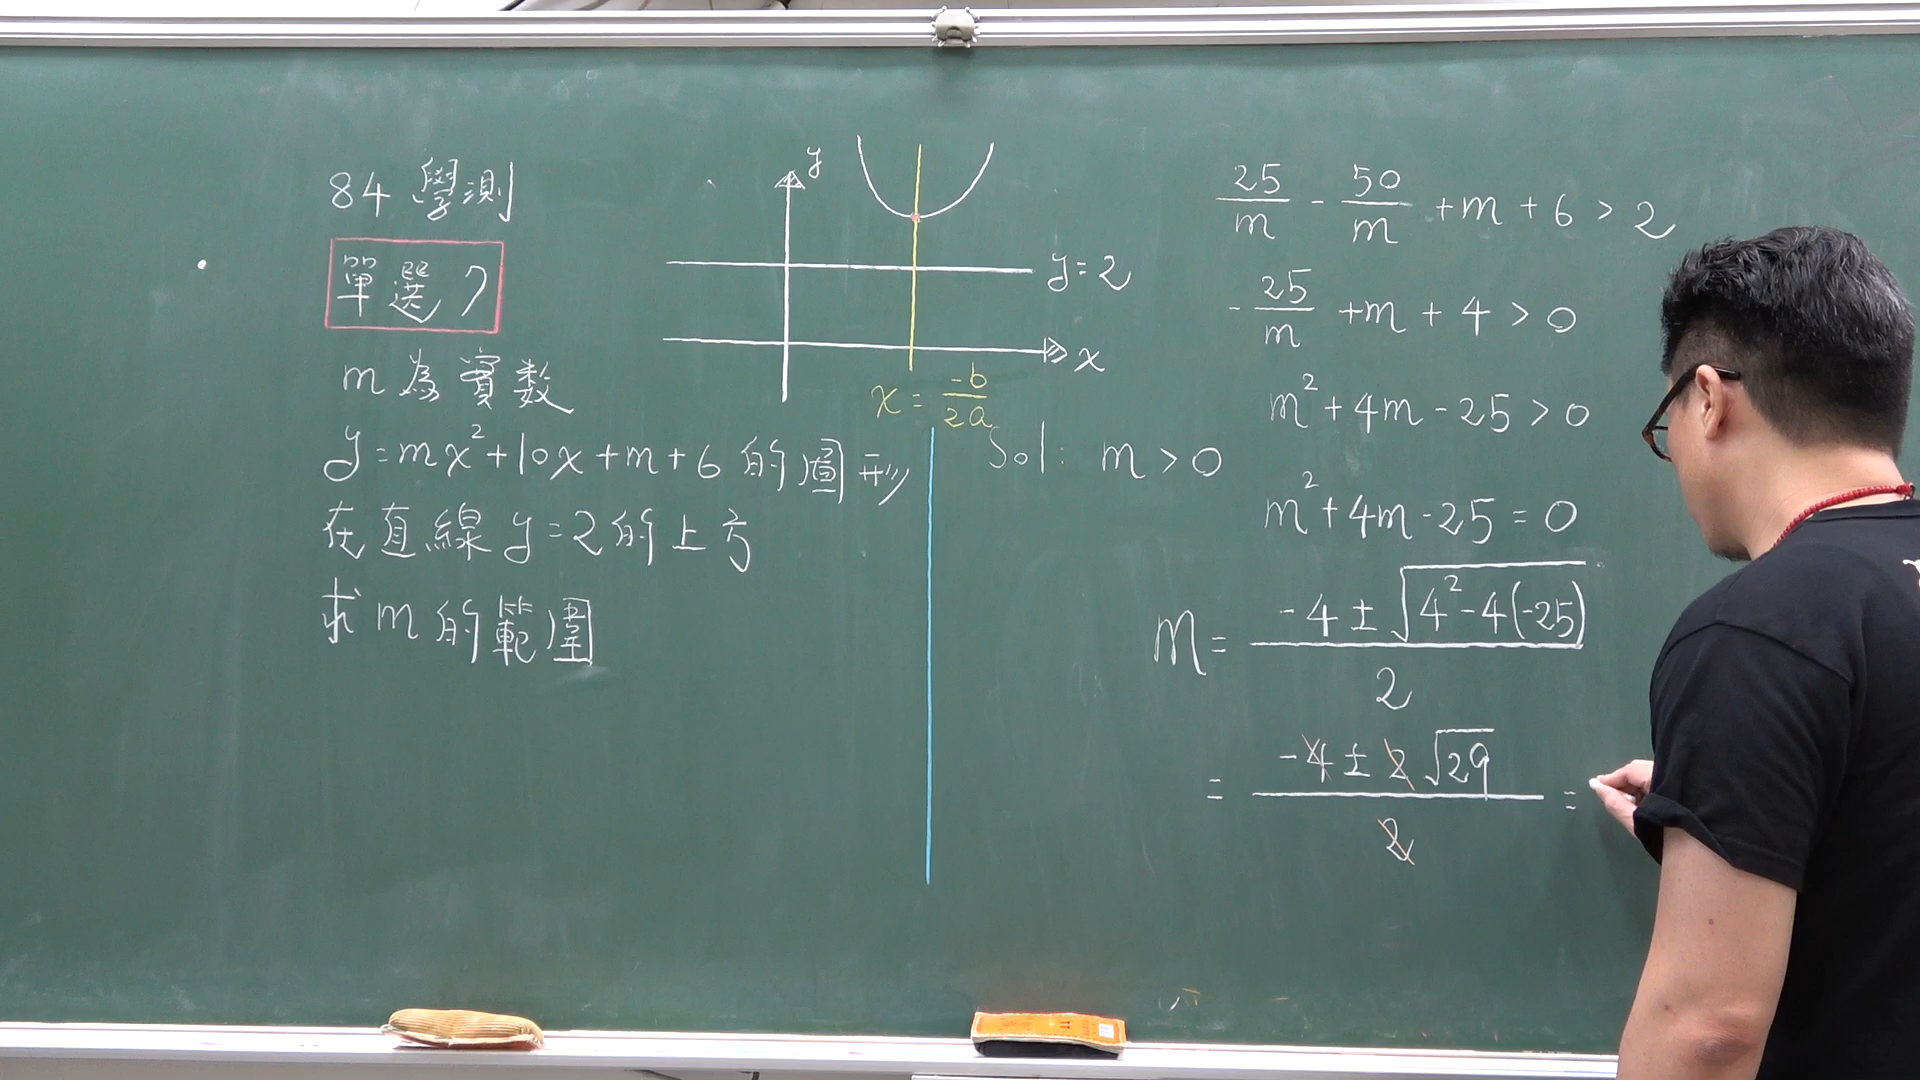 84 學測
單選 7
m 為實數
y=mx²+10x+m+6 的圖形
在直線 y=2 的上方
求 m 的範圍
y
y=2
x
x = -b/2a
Sol: m > 0
25/m - 50/m + m + 6 > 2
-25/m + m + 4 > 0
m² + 4m - 25 > 0
m² + 4m - 25 = 0
m = (-4 ± √(4² - 4(-25)))/2
= (-4 ± 2√29)/2 =